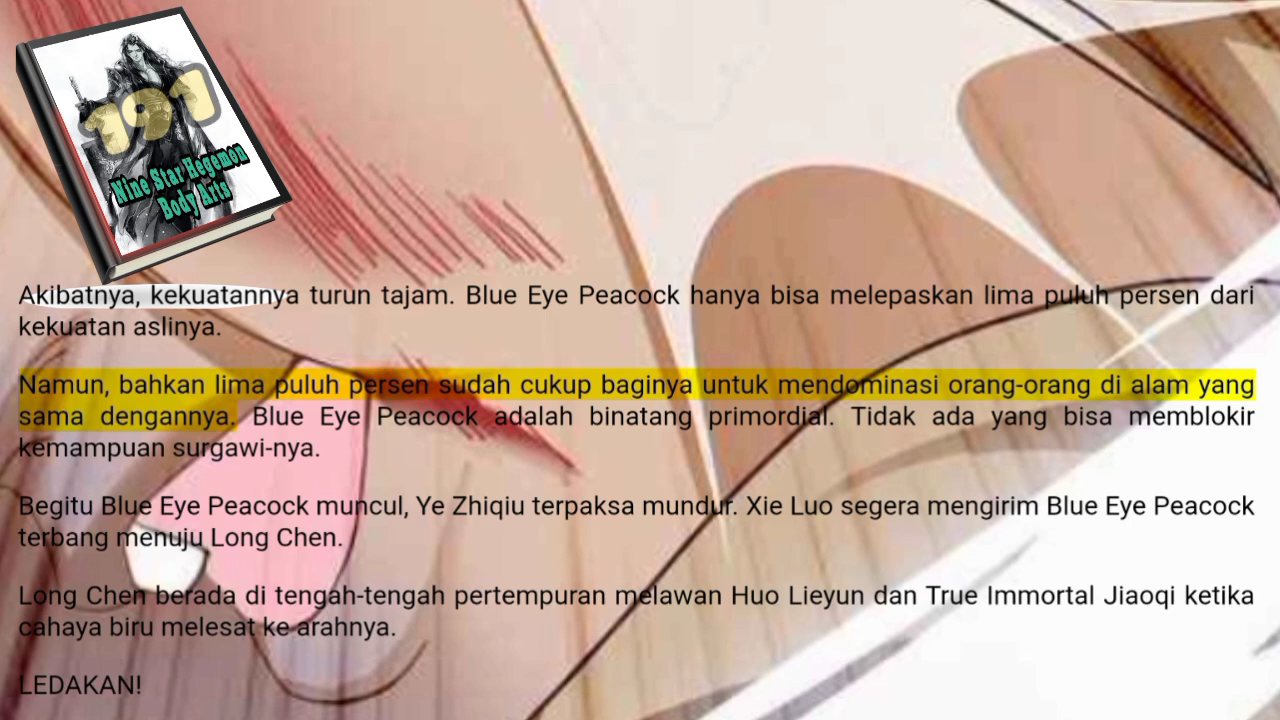 191
Nine Star Hegemon
Body Arts
Akibatnya, kekuatannya turun tajam. Blue Eye Peacock hanya bisa melepaskan lima puluh persen dari
kekuatan aslinya.
Namun, bahkan lima puluh persen sudah cukup baginya untuk mendominasi orang-orang di alam yang
sama dengannya. Blue Eye Peacock adalah binatang primordial. Tidak ada yang bisa memblokir
kemampuan surgawi-nya.
Begitu Blue Eye Peacock muncul, Ye Zhiqiu terpaksa mundur. Xie Luo segera mengirim Blue Eye Peacock
terbang menuju Long Chen.
Long Chen berada di tengah-tengah pertempuran melawan Huo Lieyun dan True Immortal Jiaoqi ketika
cahaya biru melesat ke arahnya.
LEDAKAN!